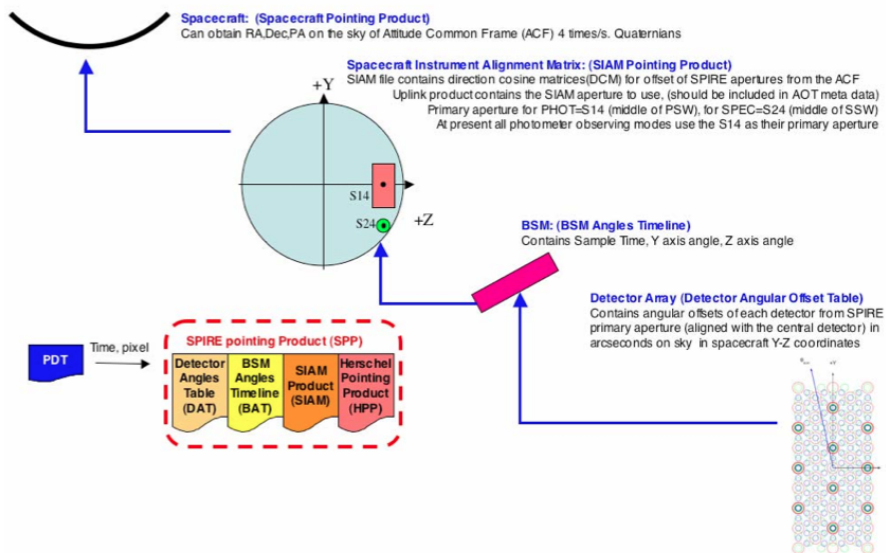 Spacecraft: (Spacecraft Pointing Product)
Can obtain RA,Dec,PA on the sky of Attitude Common Frame (ACF) 4 times/s. Quaternians
Spacecraft Instrument Alignment Matrix: (SIAM Pointing Product)
SIAM file contains direction cosine matrices(DCM) for offset of SPIRE apertures from the ACF
Uplink product contains the SIAM aperture to use, (should be included in AOT meta data)
Primary aperture for PHOT=S14 (middle of PSW), for SPEC=S24 (middle of SSW)
At present all photometer observing modes use the S14 as their primary aperture
+Y
S14
S24
+Z
BSM: (BSM Angles Timeline)
Contains Sample Time, Y axis angle, Z axis angle
Detector Array (Detector Angular Offset Table)
Contains angular offsets of each detector from SPIRE
primary aperture (aligned with the central detector) in
arcseconds on sky in spacecraft Y-Z coordinates
PDT
Time, pixel
SPIRE pointing Product (SPP)
Detector
Angles
Table
(DAT)
BSM
Angles
Timeline
(BAT)
SIAM
Product
(SIAM)
Herschel
Pointing
Product
(HPP)